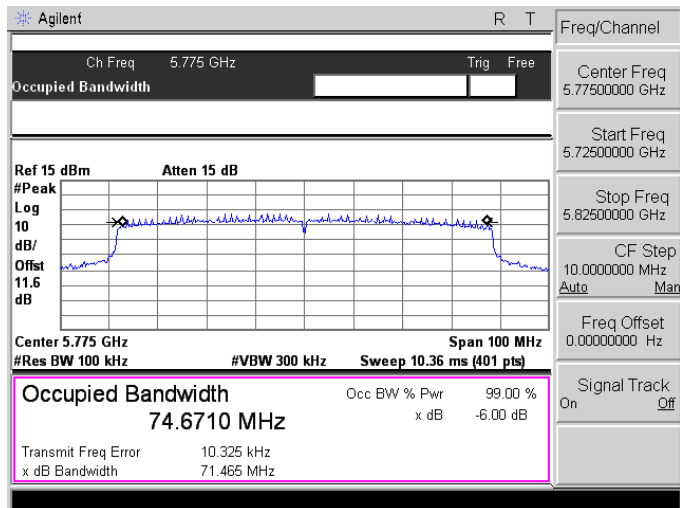 Agilent R T
Freq/Channel
Ch Freq 5.775 GHz Trig Free
Occupied Bandwidth
Center Freq
5.77500000 GHz
Start Freq
5.72500000 GHz
Stop Freq
5.82500000 GHz
CF Step
10.0000000 MHz
Auto Man
Freq Offset
0.00000000 Hz
Signal Track
On Off
Ref 15 dBm Atten 15 dB
#Peak
Log
10
dB/
Offst
11.6
dB
Center 5.775 GHz Span 100 MHz
#Res BW 100 kHz #VBW 300 kHz Sweep 10.36 ms (401 pts)
Occupied Bandwidth Occ BW % Pwr 99.00 %
74.6710 MHz x dB -6.00 dB
Transmit Freq Error 10.325 kHz
x dB Bandwidth 71.465 MHz